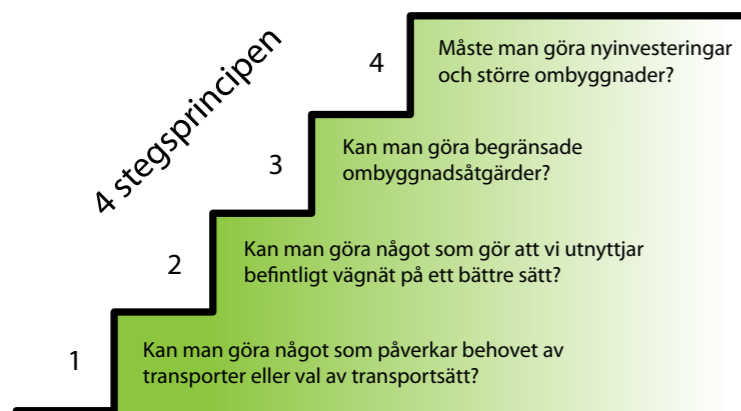 4 stegsprincipen
4
Måste man göra nyinvesteringar
och större ombyggnader?
3
Kan man göra begränsade
ombyggnadsåtgärder?
2
Kan man göra något som gör att vi utnyttjar
befintligt vägnät på ett bättre sätt?
1
Kan man göra något som påverkar behovet av
transporter eller val av transportsätt?